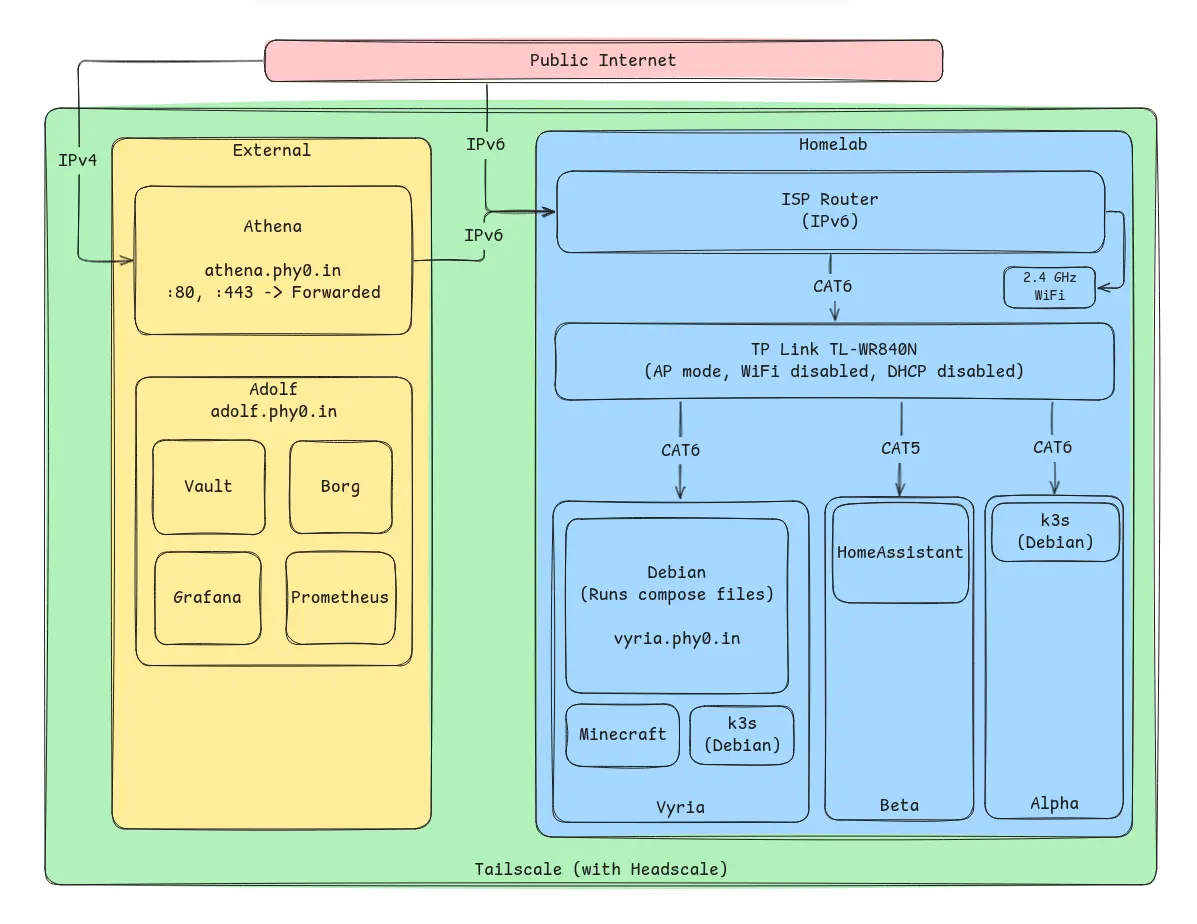 Public Internet
IPv4
IPv6
IPv6
External
Athena
athena.phy0.in
:80, :443 -> Forwarded
Adolf
adolf.phy0.in
Vault
Borg
Grafana
Prometheus
Homelab
ISP Router
(IPv6)
2.4 GHz
WiFi
CAT6
TP Link TL-WR840N
(AP mode, WiFi disabled, DHCP disabled)
CAT6
CAT5
CAT6
Debian
(Runs compose files)
vyria.phy0.in
Minecraft
k3s
(Debian)
Vyria
HomeAssistant
Beta
k3s
(Debian)
Alpha
Tailscale (with Headscale)